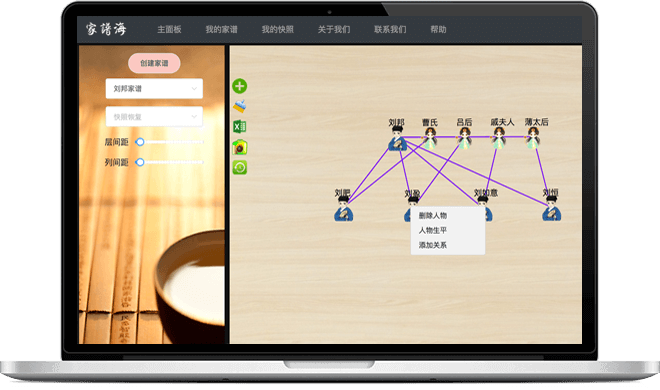 家谱海 主面板 我的家谱 我的快照 关于我们 联系我们 帮助
创建家谱
刘邦家谱
快照恢复
层间距
列间距
刘邦 曹氏 吕后 戚夫人 薄太后
刘肥 刘盈 刘如意 刘恒
删除人物
人物生平
添加关系